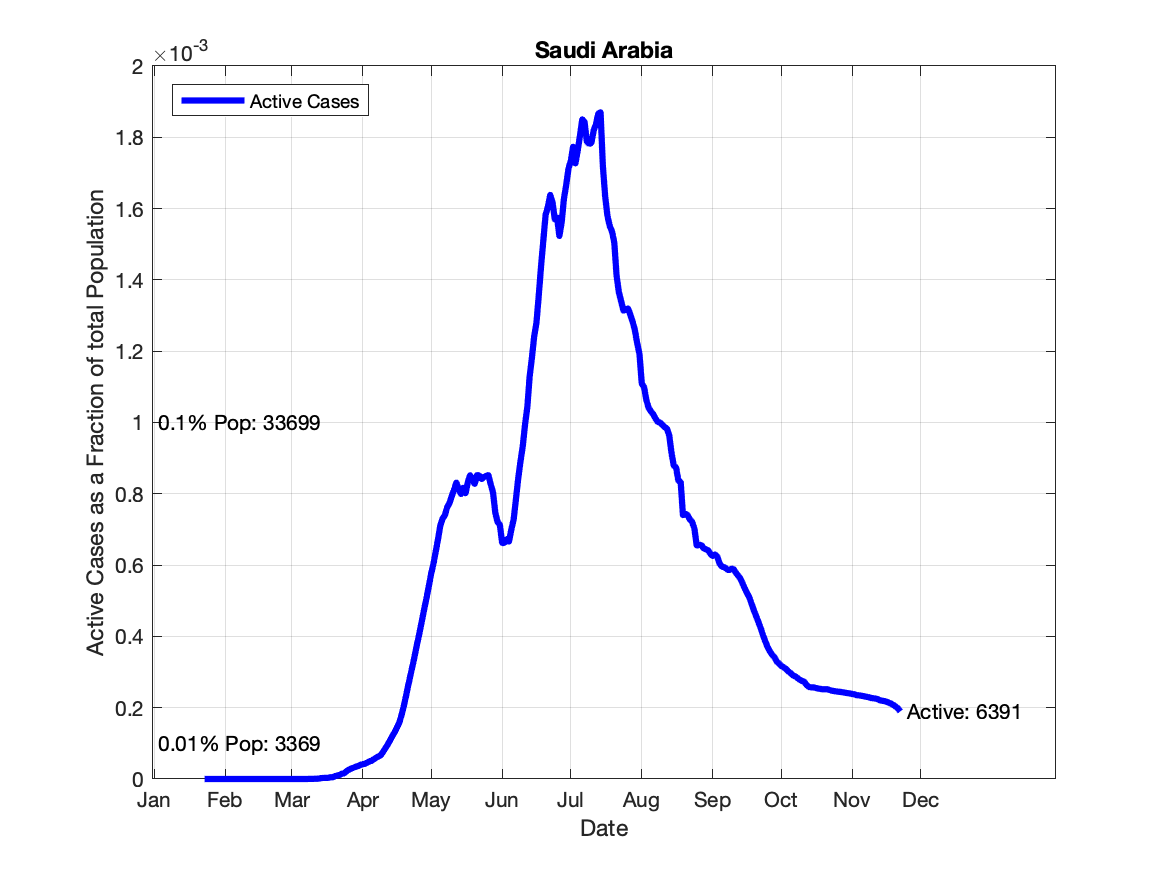 Saudi Arabia
×10-3
Active Cases
2
1.8
1.6
1.4
1.2
1
0.8
0.6
0.4
0.2
0
Active Cases as a Fraction of total Population
0.1% Pop: 33699
0.01% Pop: 3369
Active: 6391
Jan Feb Mar Apr May Jun Jul Aug Sep Oct Nov Dec
Date